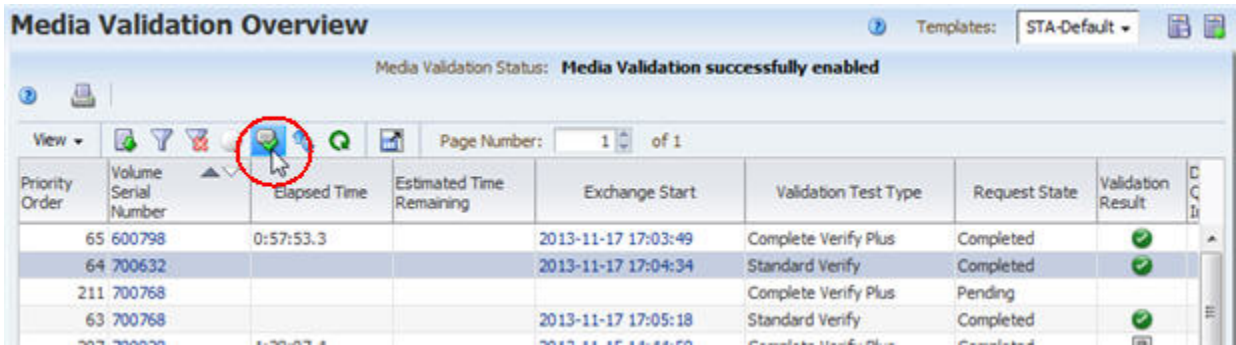 Media Validation Overview Templates: STA-Default
Media Validation Status: Media Validation successfully enabled
View Page Number: 1 of 1
Priority Order Volume Serial Number Elapsed Time Estimated Time Remaining Exchange Start Validation Test Type Request State Validation Result
65 600798 0:57:53.3 2013-11-17 17:03:49 Complete Verify Plus Completed
64 700632 2013-11-17 17:04:34 Standard Verify Completed
211 700768 Complete Verify Plus Pending
63 700768 2013-11-17 17:05:18 Standard Verify Completed